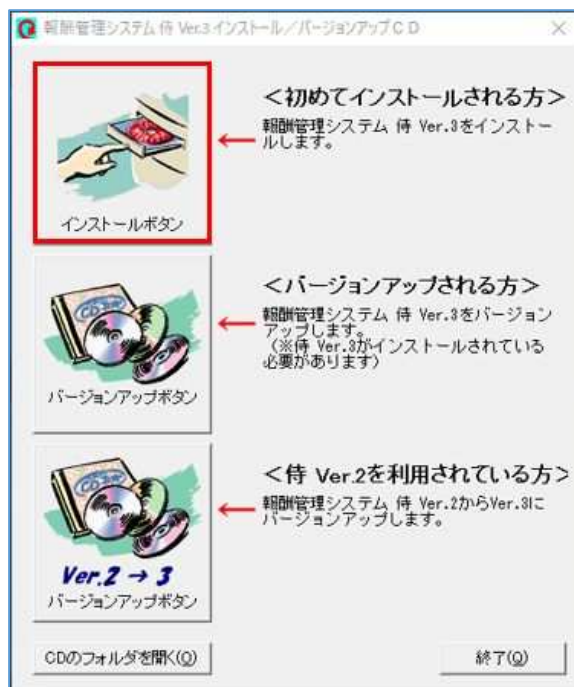 報酬管理システム 侍 Ver.3 インストール／バージョンアップＣＤ
＜初めてインストールされる方＞
報酬管理システム 侍 Ver.3をインストー
ルします。
インストールボタン
＜バージョンアップされる方＞
報酬管理システム 侍 Ver.3をバージョン
アップします。
（※侍 Ver.3がインストールされている
必要があります）
バージョンアップボタン
＜侍 Ver.2を利用されている方＞
報酬管理システム 侍 Ver.2からVer.3に
バージョンアップします。
Ver.2 → 3
バージョンアップボタン
CDのフォルダを開く(O)
終了(Q)